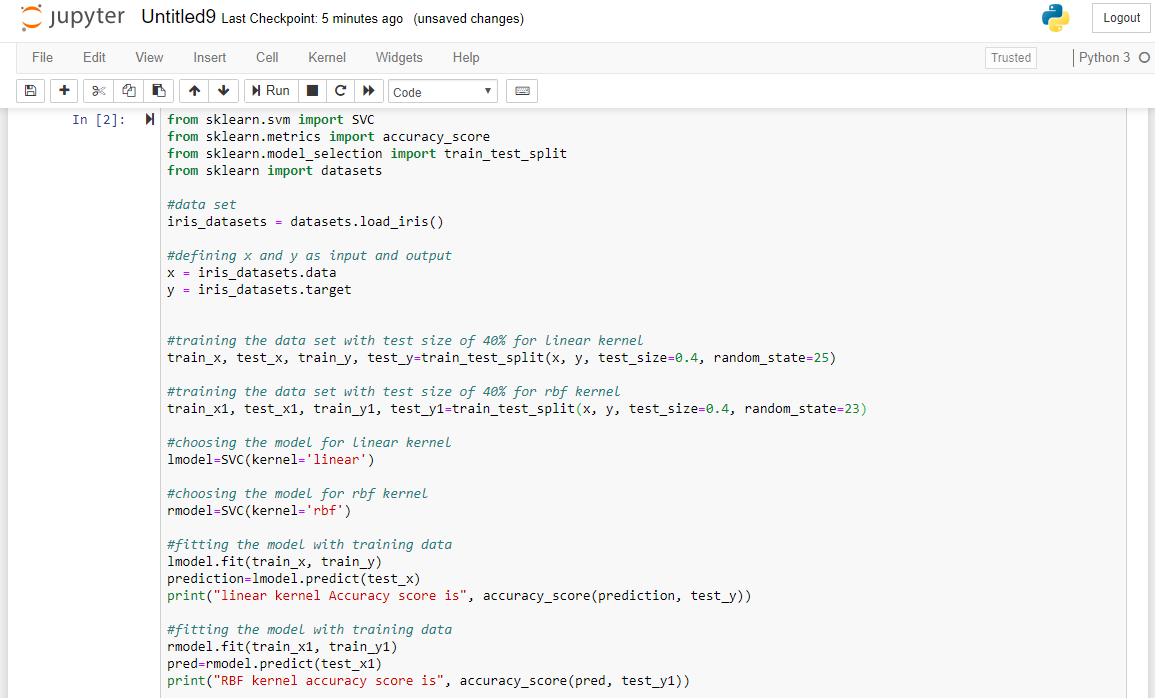 jupyter Untitled9 Last Checkpoint: 5 minutes ago (unsaved changes) Logout
File Edit View Insert Cell Kernel Widgets Help Trusted Python 3
Run Code
In [2]: from sklearn.svm import SVC
from sklearn.metrics import accuracy_score
from sklearn.model_selection import train_test_split
from sklearn import datasets
#data set
iris_datasets = datasets.load_iris()
#defining x and y as input and output
x = iris_datasets.data
y = iris_datasets.target
#training the data set with test size of 40% for linear kernel
train_x, test_x, train_y, test_y=train_test_split(x, y, test_size=0.4, random_state=25)
#training the data set with test size of 40% for rbf kernel
train_x1, test_x1, train_y1, test_y1=train_test_split(x, y, test_size=0.4, random_state=23)
#choosing the model for linear kernel
lmodel=SVC(kernel='linear')
#choosing the model for rbf kernel
rmodel=SVC(kernel='rbf')
#fitting the model with training data
lmodel.fit(train_x, train_y)
prediction=lmodel.predict(test_x)
print("linear kernel Accuracy score is", accuracy_score(prediction, test_y))
#fitting the model with training data
rmodel.fit(train_x1, train_y1)
pred=rmodel.predict(test_x1)
print("RBF kernel accuracy score is", accuracy_score(pred, test_y1))